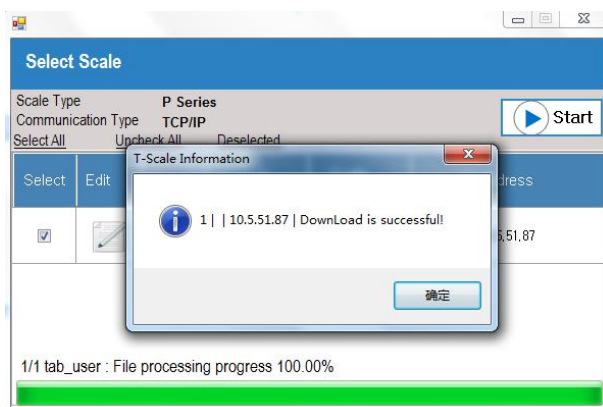 Select Scale
Scale Type P Series
Communication Type TCP/IP
Start
Select All Uncheck All Deselected
T-Scale Information
Select Edit dress
1| | 10.5.51.87 | DownLoad is successful!
5,51,87
确定
1/1 tab_user : File processing progress 100.00%